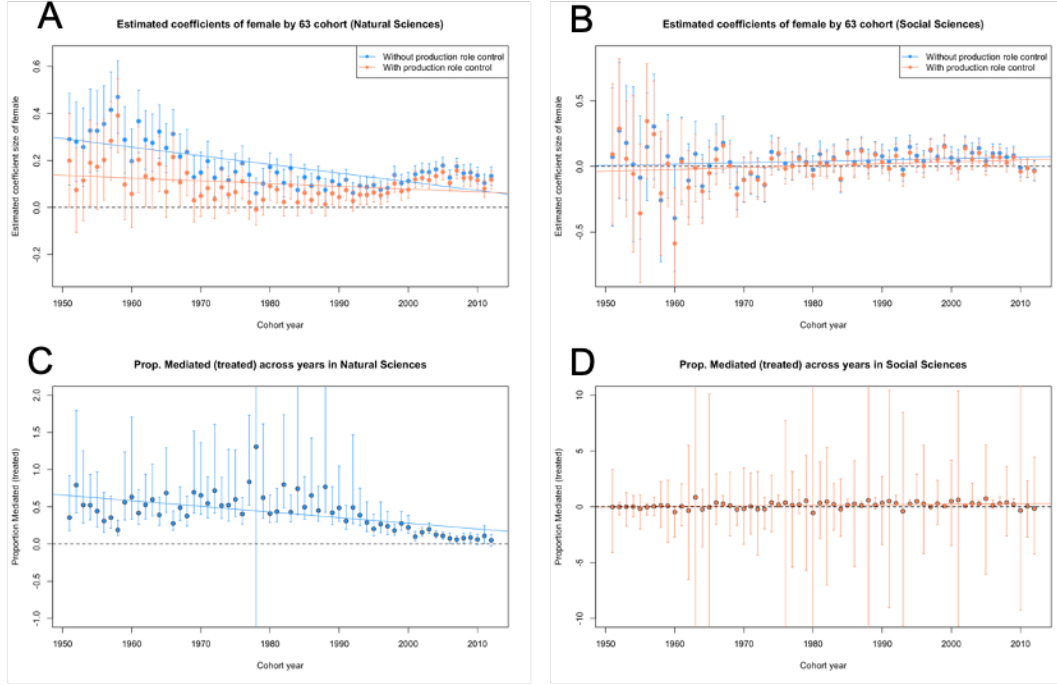 A
Estimated coefficients of female by 63 cohort (Natural Sciences)
Without production role control
With production role control
Estimated coefficient size of female
0.6
0.4
0.2
0.0
-0.2
1950 1960 1970 1980 1990 2000 2010
Cohort year
B
Estimated coefficients of female by 63 cohort (Social Sciences)
Without production role control
With production role control
Estimated coefficient size of female
0.5
0.0
-0.5
1950 1960 1970 1980 1990 2000 2010
Cohort year
C
Prop. Mediated (treated) across years in Natural Sciences
Proportion Mediated (treated)
2.0
1.5
1.0
0.5
0.0
-0.5
-1.0
1950 1960 1970 1980 1990 2000 2010
Cohort year
D
Prop. Mediated (treated) across years in Social Sciences
Proportion Mediated (treated)
10
5
0
-5
-10
1950 1960 1970 1980 1990 2000 2010
Cohort year